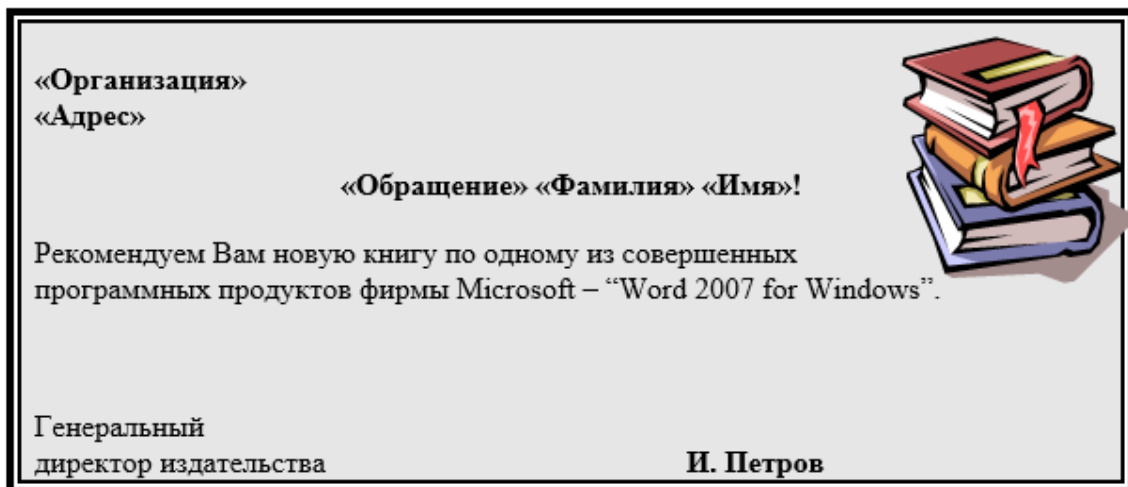 «Организация»
«Адрес»
«Обращение» «Фамилия» «Имя»!
Рекомендуем Вам новую книгу по одному из совершенных
программных продуктов фирмы Microsoft – “Word 2007 for Windows”.
Генеральный
директор издательства И. Петров